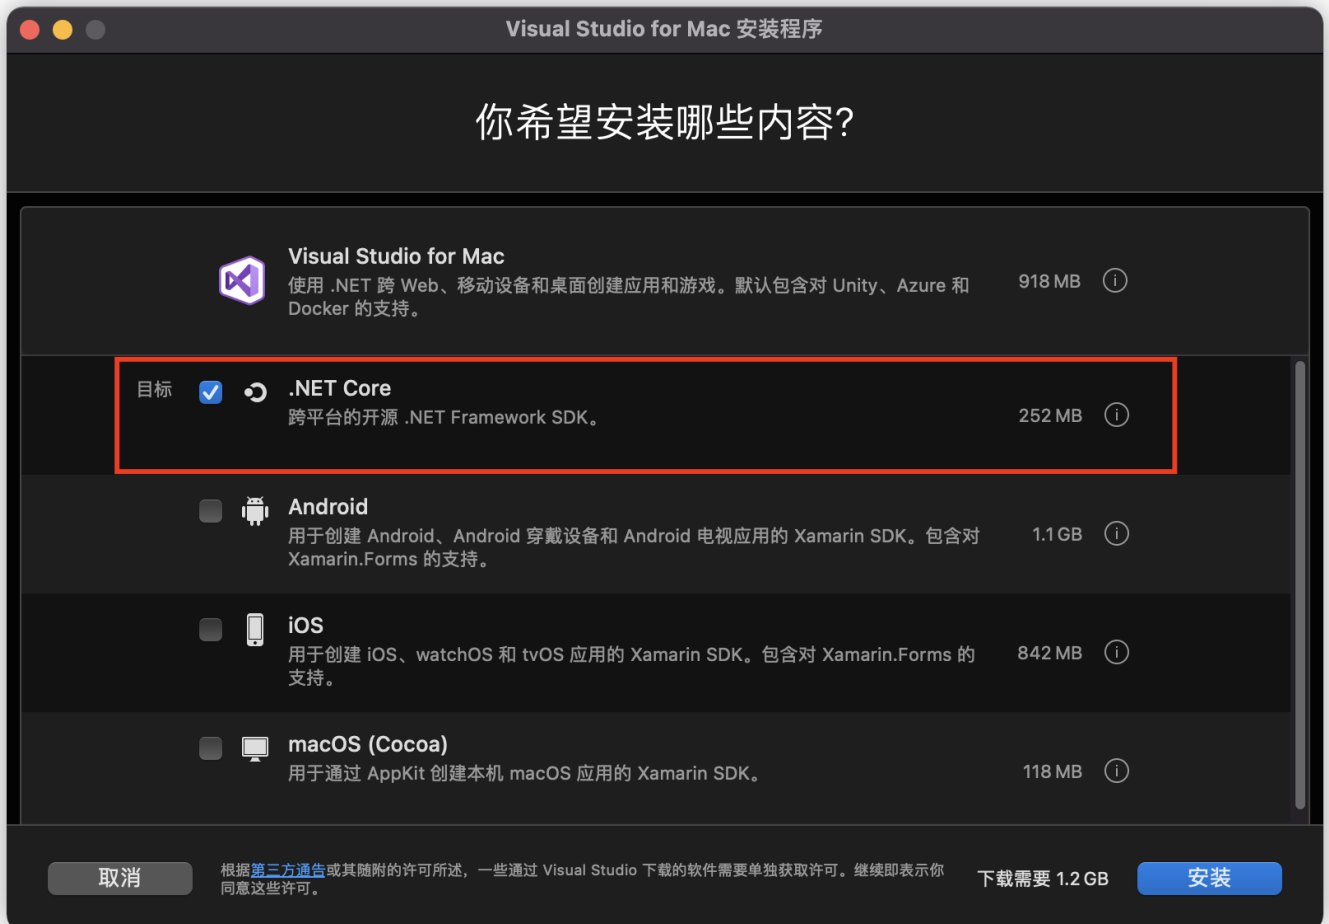 Visual Studio for Mac 安装程序
你希望安装哪些内容?
Visual Studio for Mac
使用 .NET 跨 Web、移动设备和桌面创建应用和游戏。默认包含对 Unity、Azure 和
Docker 的支持。
918 MB
目标
.NET Core
跨平台的开源 .NET Framework SDK。
252 MB
Android
用于创建 Android、Android 穿戴设备和 Android 电视应用的 Xamarin SDK。包含对
Xamarin.Forms 的支持。
1.1 GB
iOS
用于创建 iOS、watchOS 和 tvOS 应用的 Xamarin SDK。包含对 Xamarin.Forms 的
支持。
842 MB
macOS (Cocoa)
用于通过 AppKit 创建本机 macOS 应用的 Xamarin SDK。
118 MB
取消
根据第三方通告或其随附的许可所述，一些通过 Visual Studio 下载的软件需要单独获取许可。继续即表示你
同意这些许可。
下载需要 1.2 GB
安装